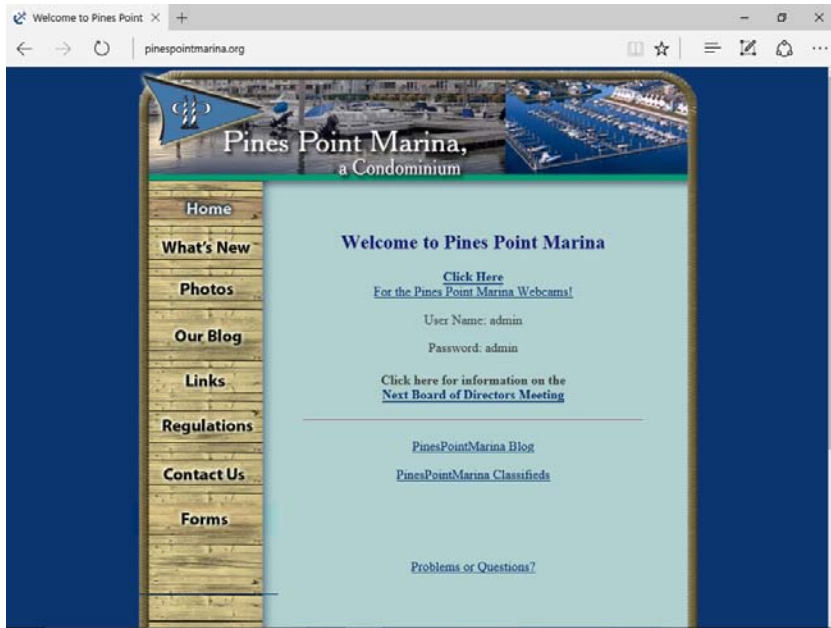 Welcome to Pines Point
pinespointmarina.org
Pines Point Marina,
a Condominium
Home
What's New
Photos
Our Blog
Links
Regulations
Contact Us
Forms
Welcome to Pines Point Marina
Click Here
For the Pines Point Marina Webcams!
User Name: admin
Password: admin
Click here for information on the
Next Board of Directors Meeting
PinesPointMarina Blog
PinesPointMarina Classifieds
Problems or Questions?